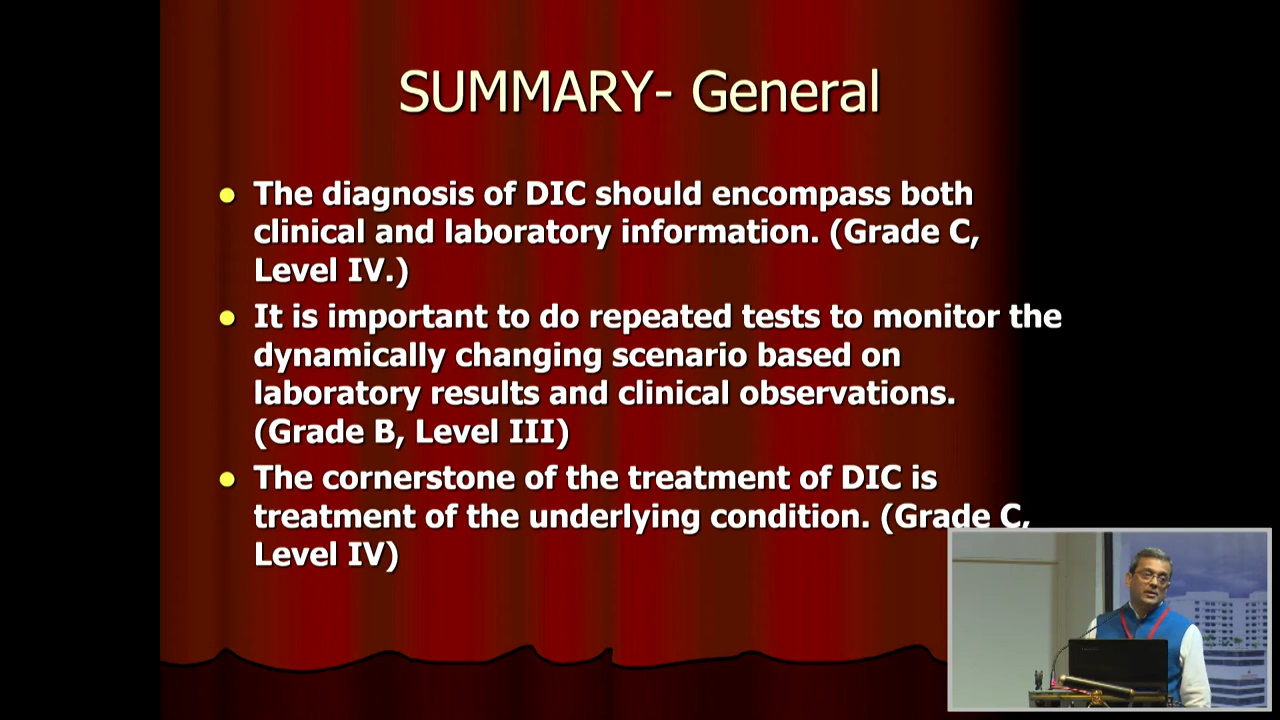 SUMMARY- General
The diagnosis of DIC should encompass both
clinical and laboratory information. (Grade C,
Level IV.)
It is important to do repeated tests to monitor the
dynamically changing scenario based on
laboratory results and clinical observations.
(Grade B, Level III)
The cornerstone of the treatment of DIC is
treatment of the underlying condition. (Grade C,
Level IV)